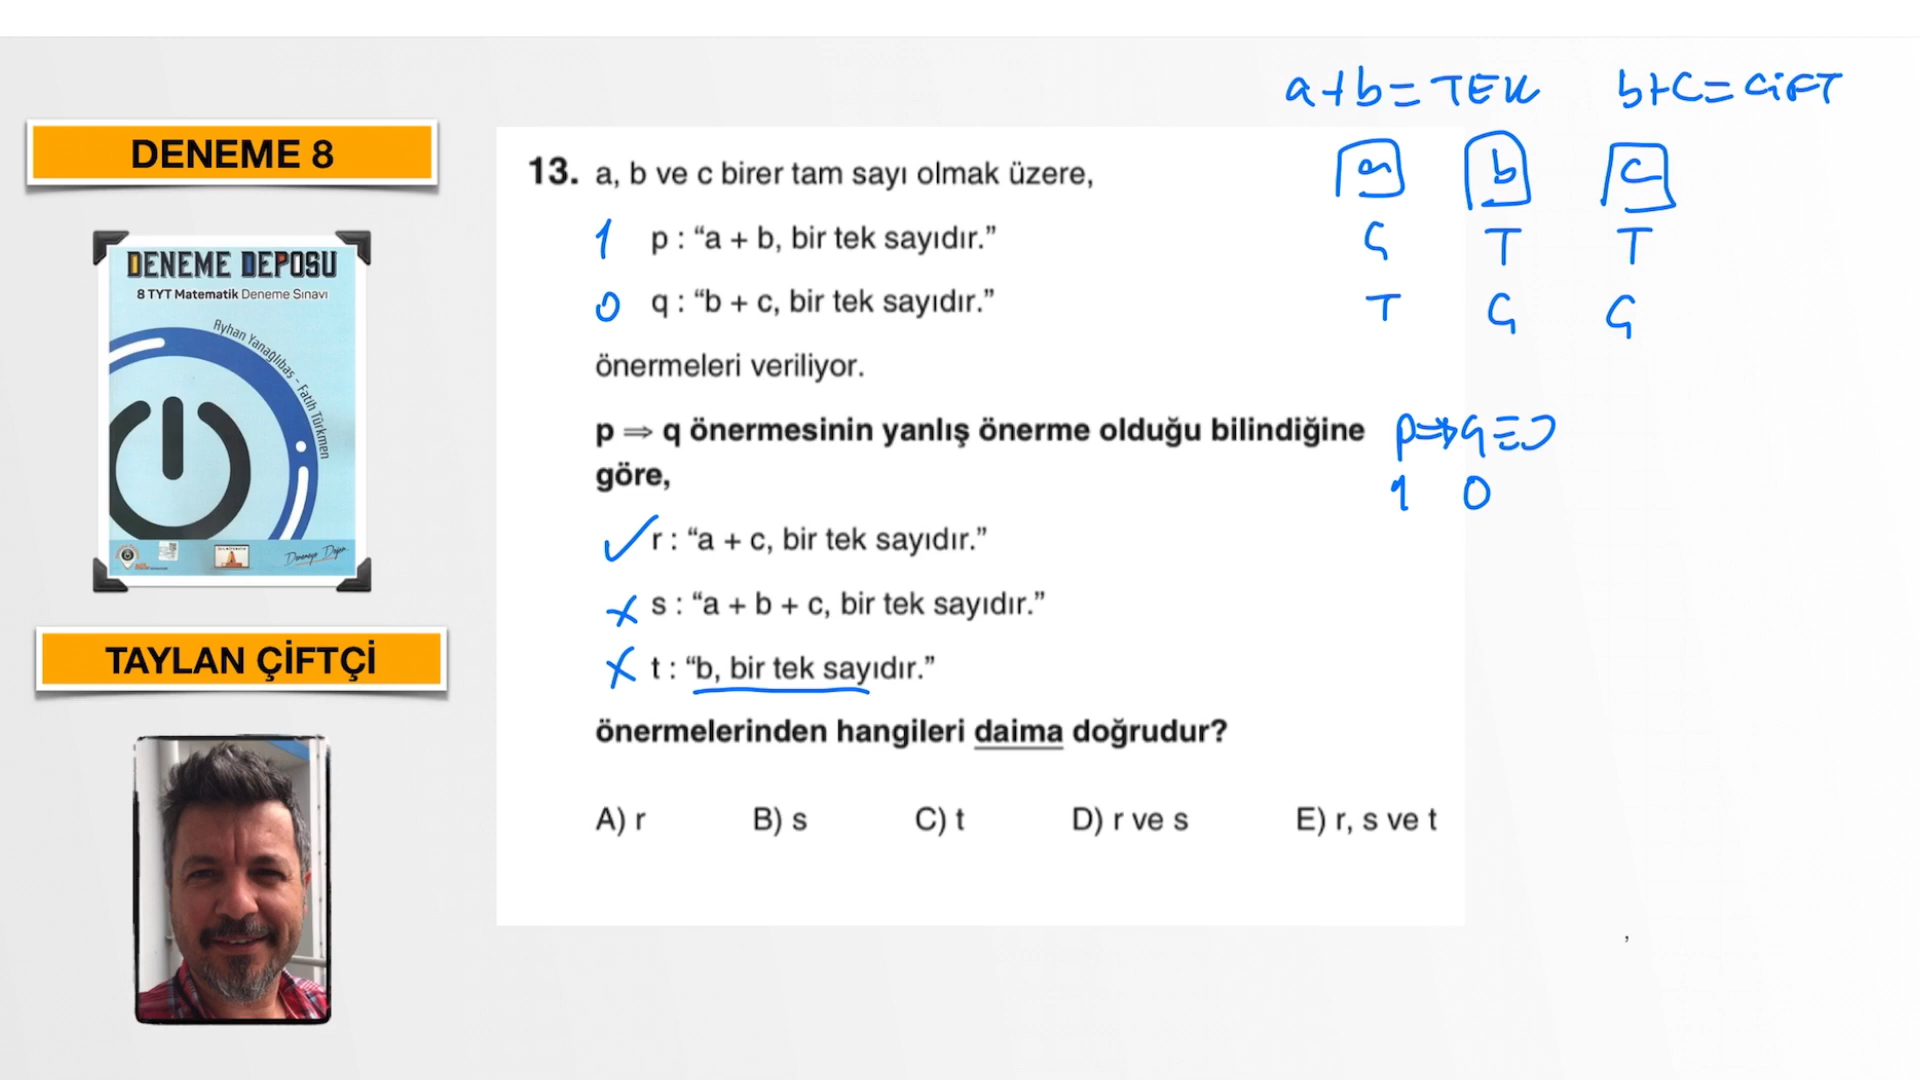 a+b=TEK b+c=ÇİFT
DENEME 8
13. a, b ve c birer tam sayı olmak üzere,
a b c
1 p : “a + b, bir tek sayıdır.”
Ç T T
0 q : “b + c, bir tek sayıdır.”
T Ç Ç
DENEME DEPOSU
8 TYT Matematik Deneme Sınavı
Ayhan Yanağlıbaş - Fatih Türkmen
önermeleri veriliyor.
p ⇒ q önermesinin yanlış önerme olduğu bilindiğine
p⇒q≡0
göre,
1 0
✓ r : “a + c, bir tek sayıdır.”
Denemeye Değer
x s : “a + b + c, bir tek sayıdır.”
x t : “b, bir tek sayıdır.”
TAYLAN ÇİFTÇİ
önermelerinden hangileri daima doğrudur?
A) r B) s C) t D) r ve s E) r, s ve t